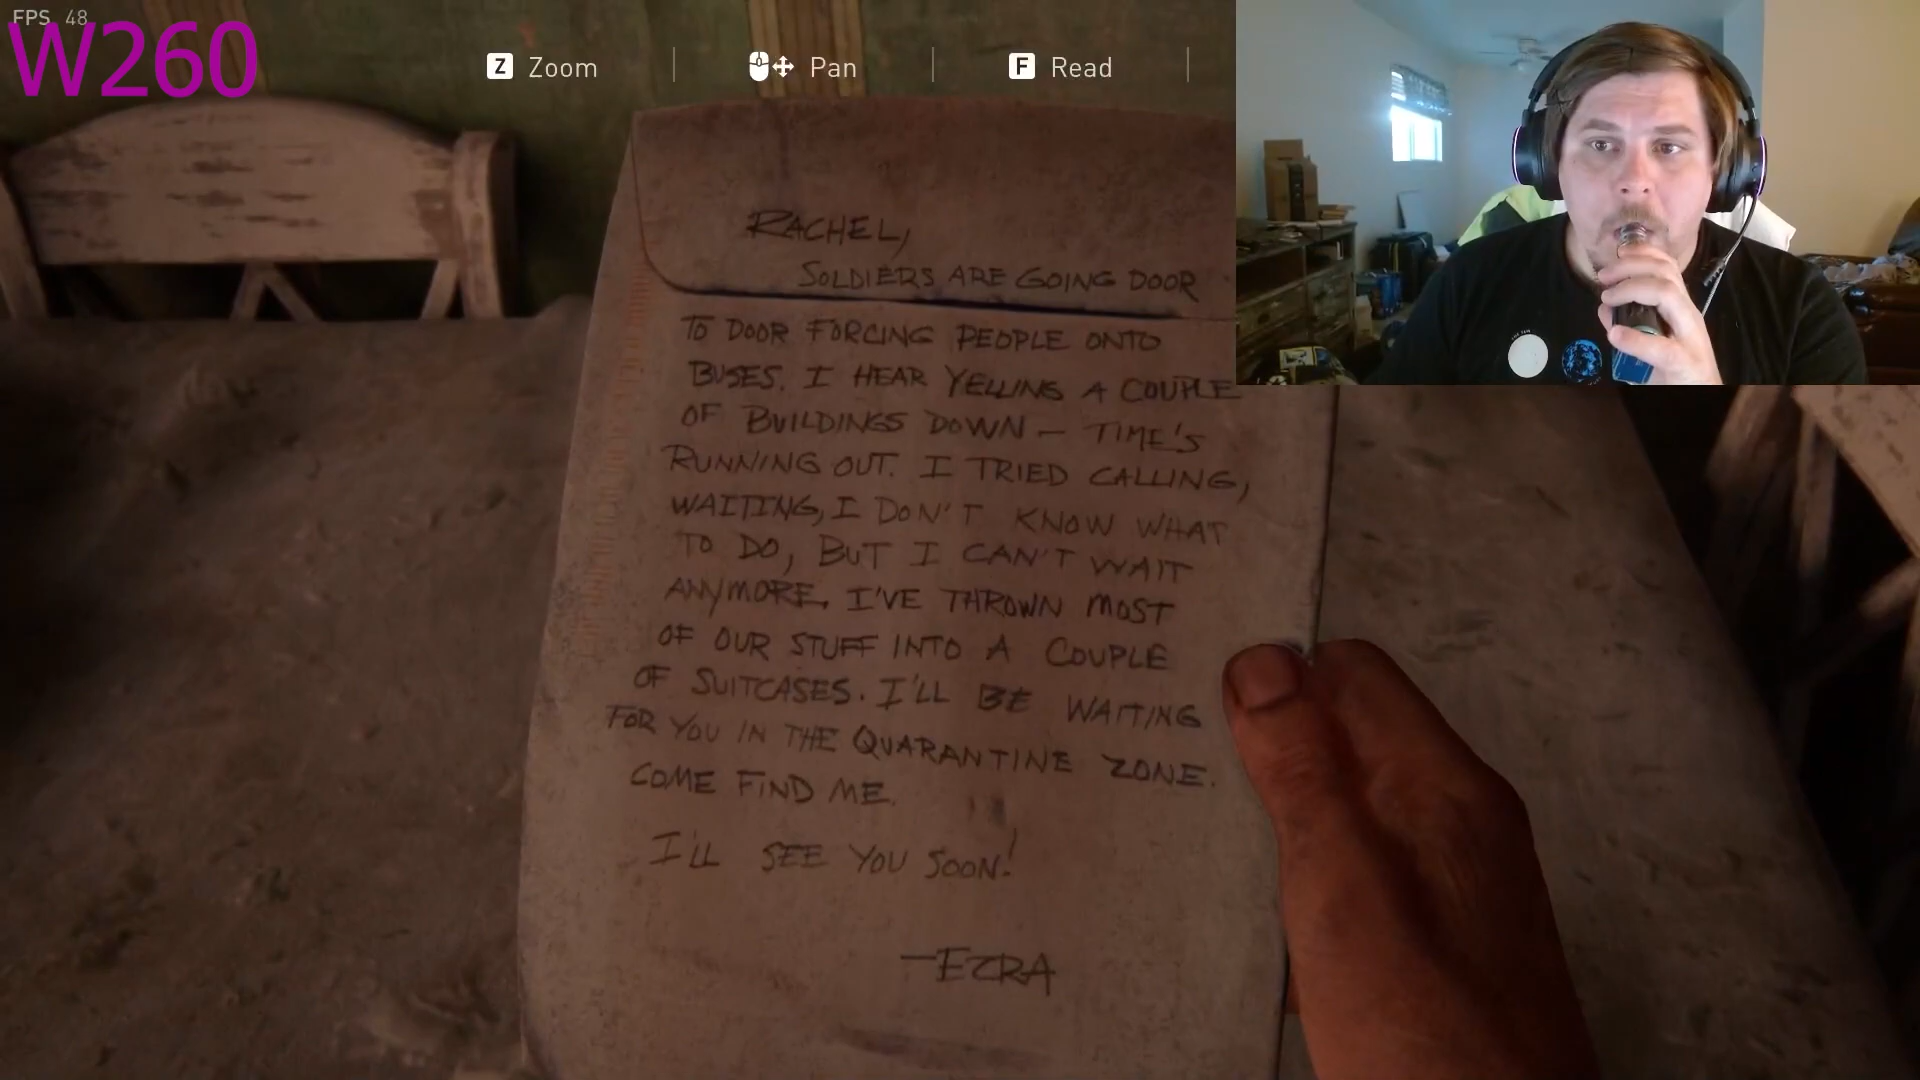 FPS 48
W260
Z Zoom
Pan
F Read
RACHEL,
SOLDIERS ARE GOING DOOR
TO DOOR FORCING PEOPLE ONTO
BUSES. I HEAR YELLING A COUPLE
OF BUILDINGS DOWN — TIME'S
RUNNING OUT. I TRIED CALLING,
WAITING, I DON'T KNOW WHAT
TO DO, BUT I CAN'T WAIT
ANYMORE. I'VE THROWN MOST
OF OUR STUFF INTO A COUPLE
OF SUITCASES. I'LL BE WAITING
FOR YOU IN THE QUARANTINE ZONE.
COME FIND ME.
I'LL SEE YOU SOON!
—EZRA